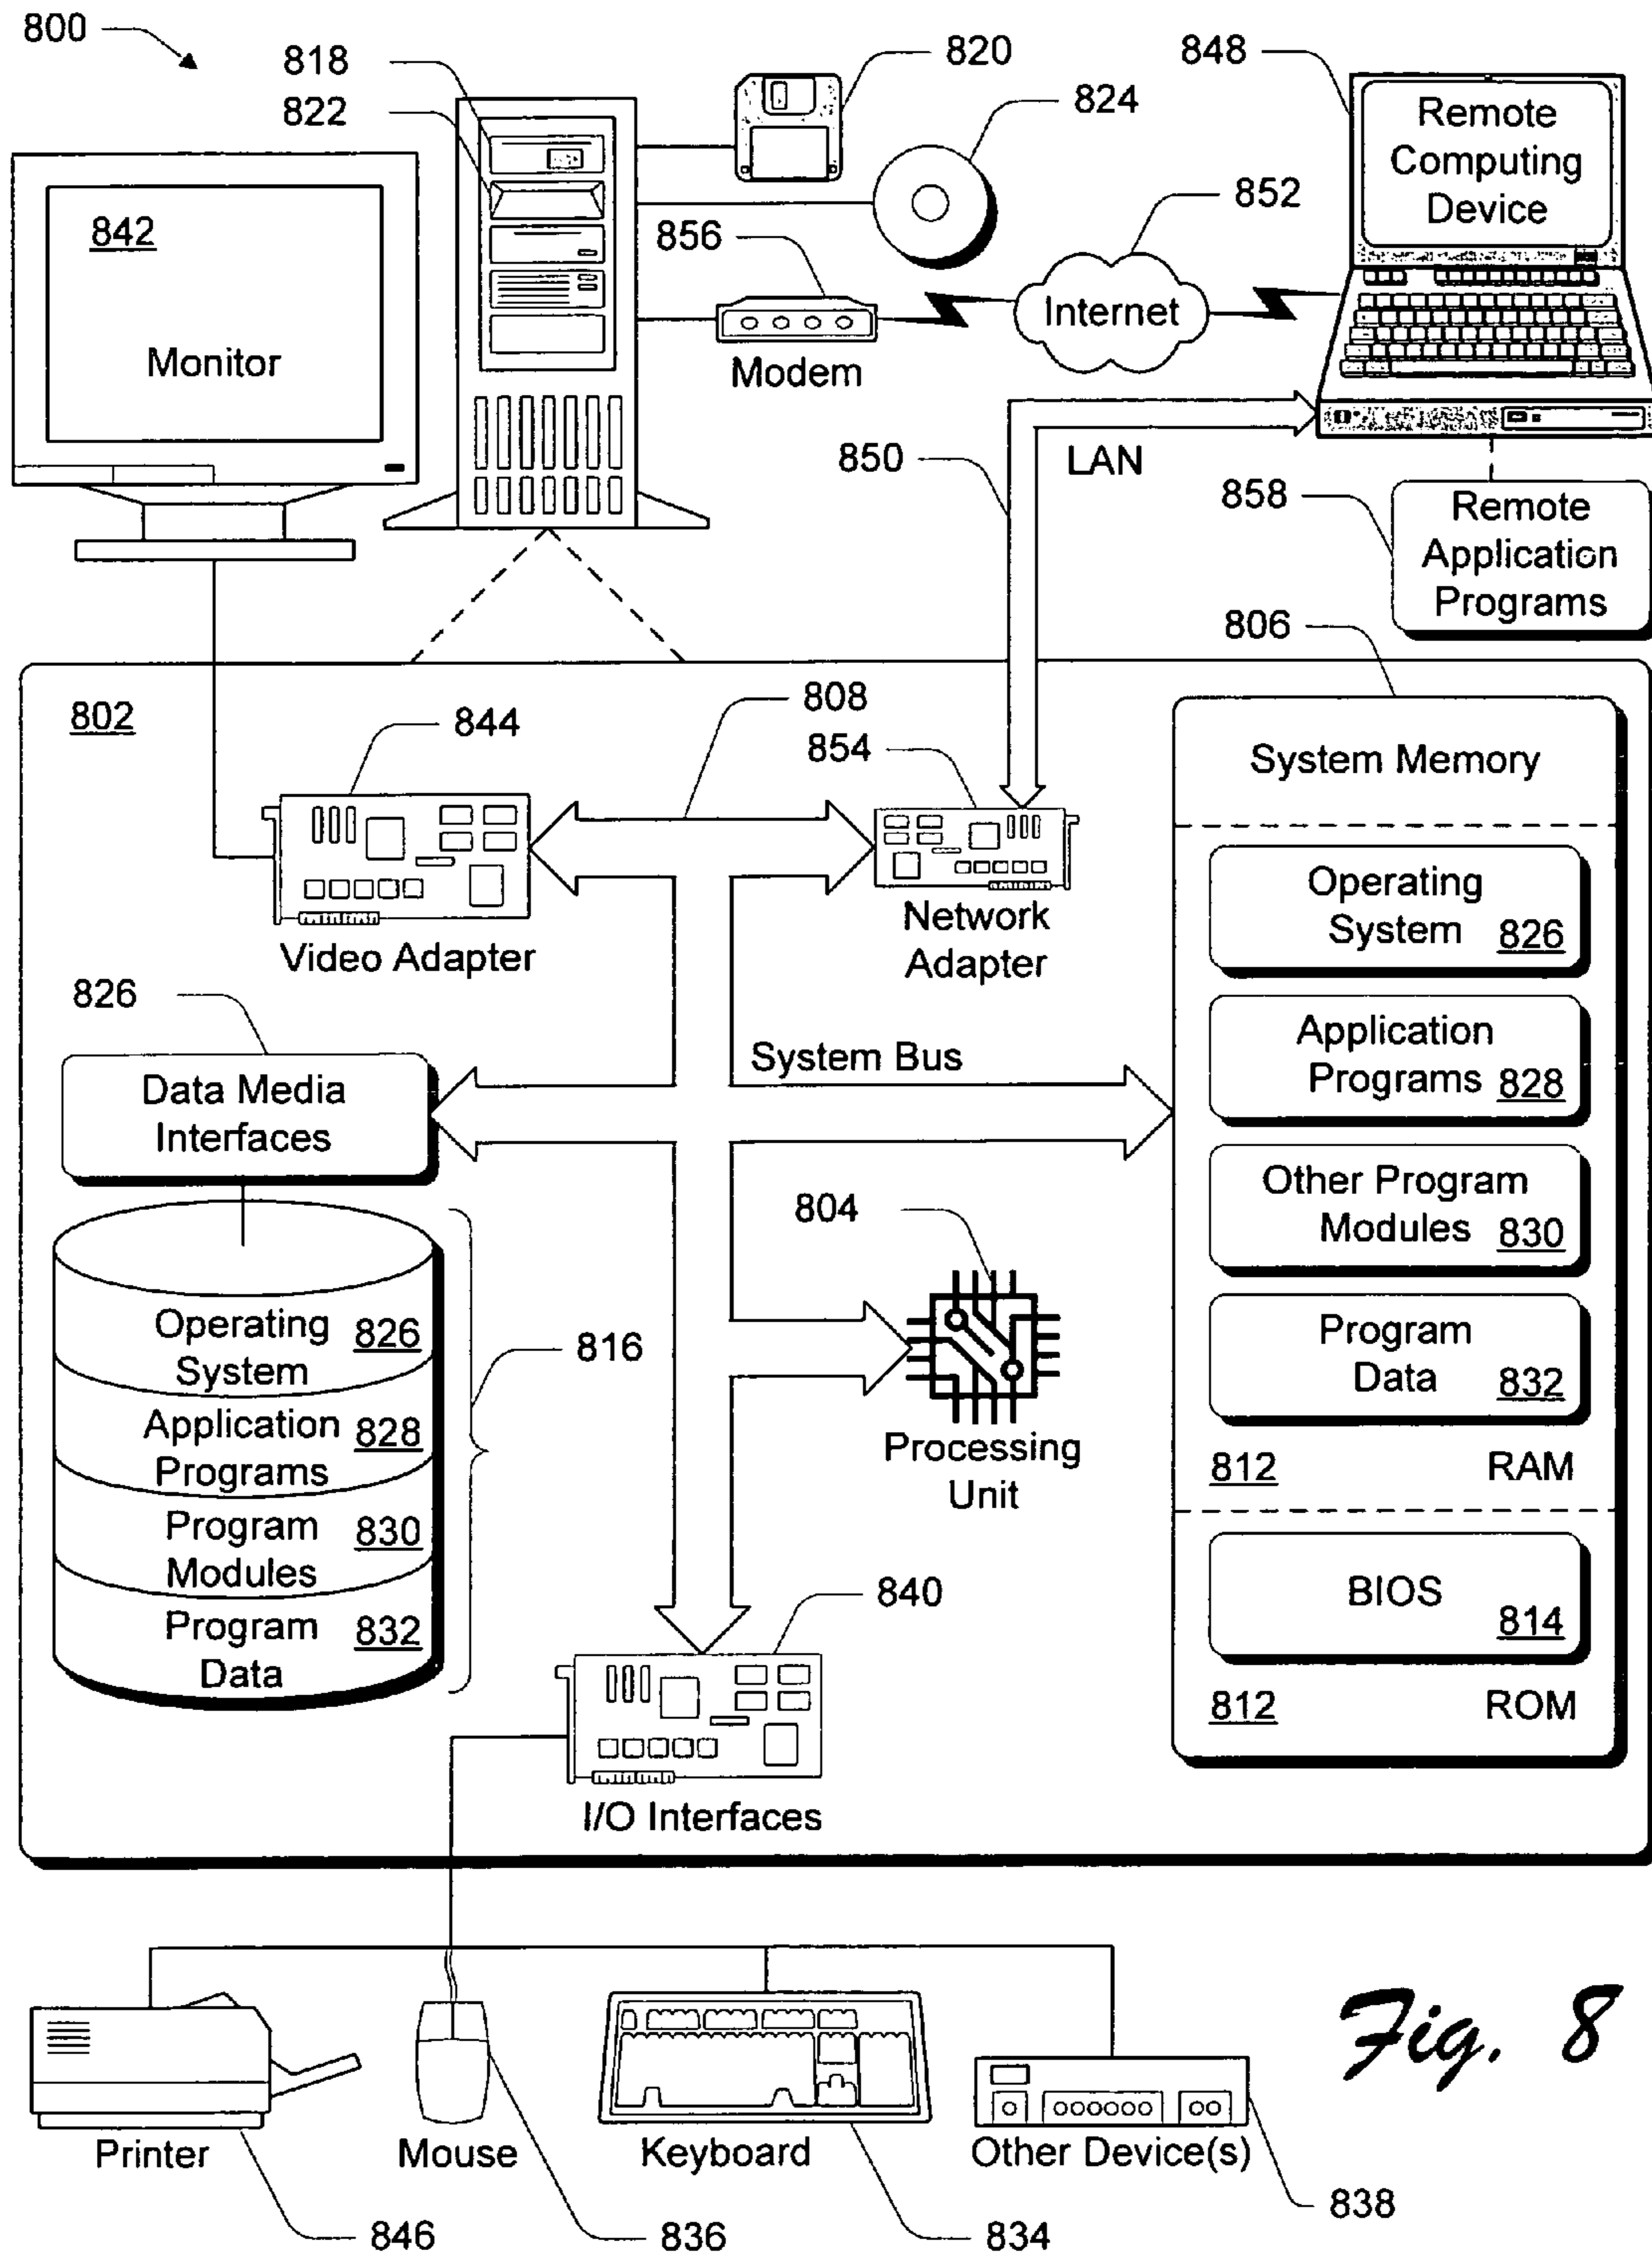 800
818
822
820
824
848
Remote
Computing
Device
842
Monitor
856
Modem
852
Internet
850
LAN
858
Remote
Application
Programs
806
802
844
Video Adapter
808
854
Network
Adapter
System Memory
Operating
System 826
Application
Programs 828
Other Program
Modules 830
Program
Data 832
812 RAM
BIOS
814
812 ROM
826
Data Media
Interfaces
System Bus
Operating
System 826
Application
Programs 828
Program
Modules 830
Program
Data 832
816
804
Processing
Unit
840
I/O Interfaces
Printer
846
Mouse
836
Keyboard
834
Other Device(s)
838
Fig. 8